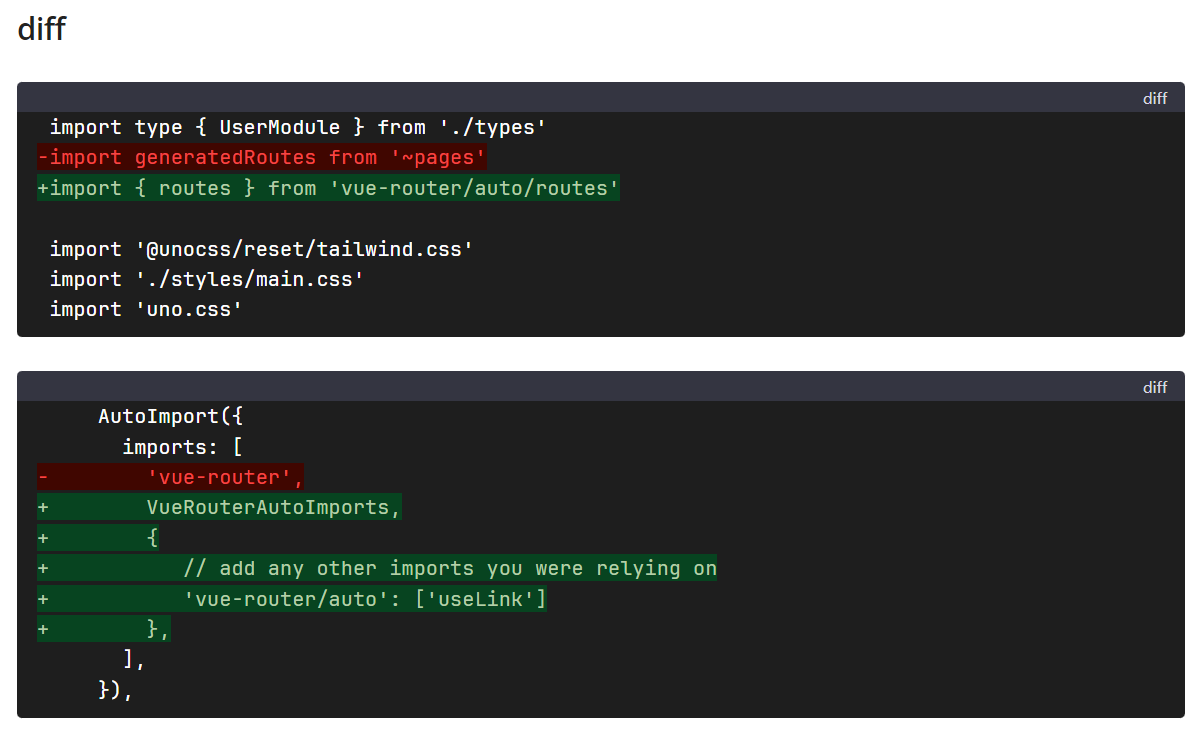 diff
diff
import type { UserModule } from './types'
-import generatedRoutes from '~pages'
+import { routes } from 'vue-router/auto/routes'
import '@unocss/reset/tailwind.css'
import './styles/main.css'
import 'uno.css'
diff
AutoImport({
imports: [
- 'vue-router',
+ VueRouterAutoImports,
+ {
+ // add any other imports you were relying on
+ 'vue-router/auto': ['useLink']
+ },
],
}),